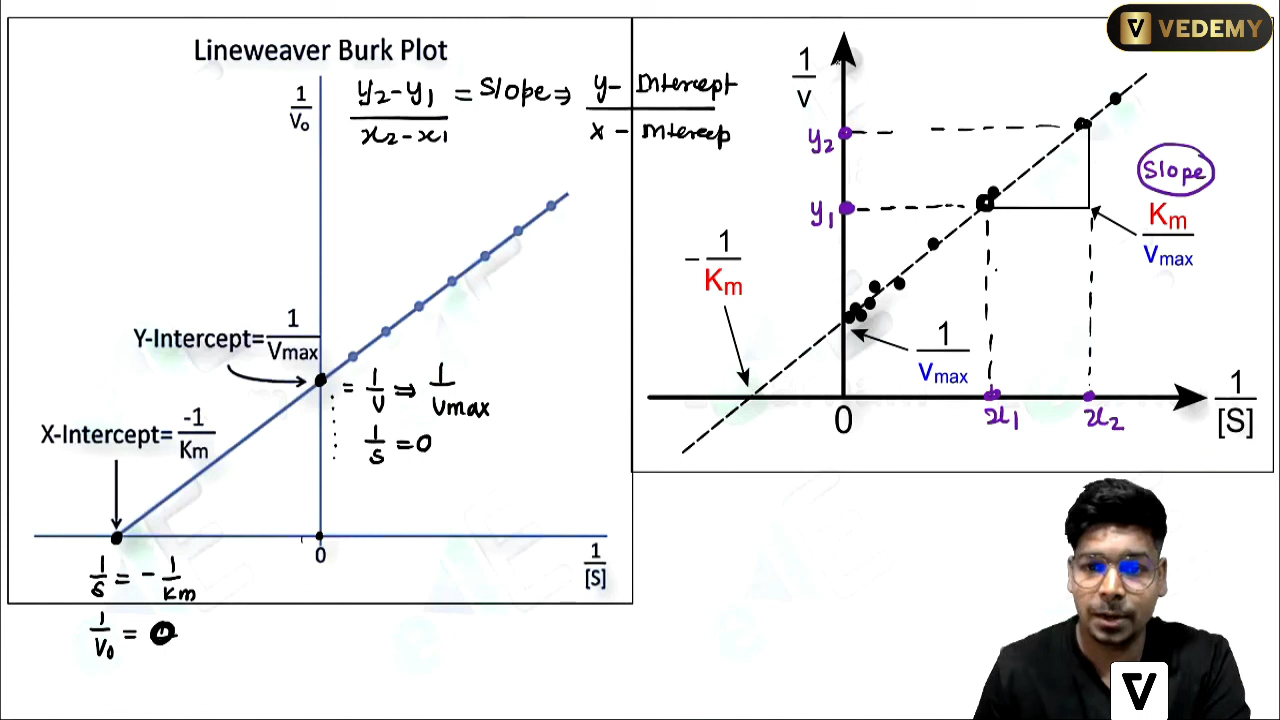 VEDEMY
Lineweaver Burk Plot
1/V₀
y₂-y₁/x₂-x₁ = Slope ⇒ y- Intercept/x - Intercep
Y-Intercept= 1/Vmax
= 1/V ⇒ 1/Vmax
1/S = 0
X-Intercept= -1/Km
0
1/[S]
1/S = - 1/Km
1/V₀ = 0
1/V
y₂
y₁
Slope
Km/Vmax
- 1/Km
1/Vmax
0
x₁
x₂
1/[S]